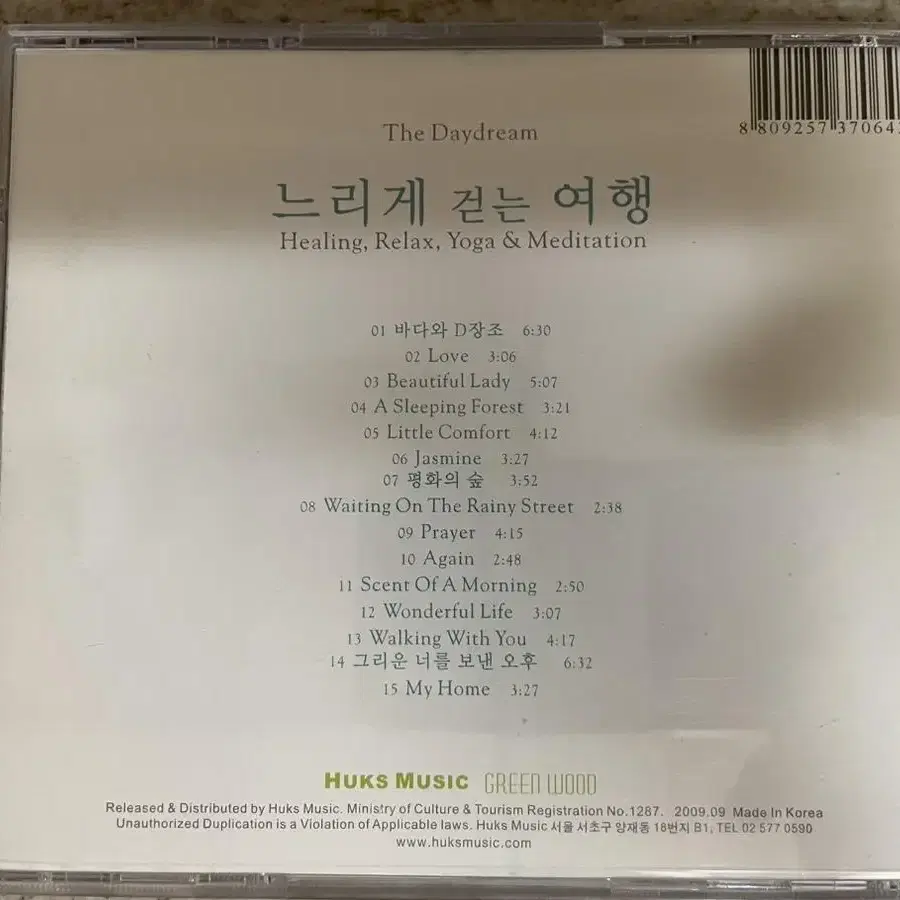 8 809257 37064
The Daydream
느리게 걷는 여행
Healing, Relax, Yoga & Meditation
01 바다와 D장조 6:30
02 Love 3:06
03 Beautiful Lady 5:07
04 A Sleeping Forest 3:21
05 Little Comfort 4:12
06 Jasmine 3:27
07 평화의 숲 3:52
08 Waiting On The Rainy Street 2:38
09 Prayer 4:15
10 Again 2:48
11 Scent Of A Morning 2:50
12 Wonderful Life 3:07
13 Walking With You 4:17
14 그리운 너를 보낸 오후 6:32
15 My Home 3:27
HUKS MUSIC GREEN WOOD
Released & Distributed by Huks Music. Ministry of Culture & Tourism Registration No.1287. 2009.09 Made In Korea
Unauthorized Duplication is a Violation of Applicable laws. Huks Music 서울 서초구 양재동 18번지 B1, TEL 02 577 0590
www.huksmusic.com